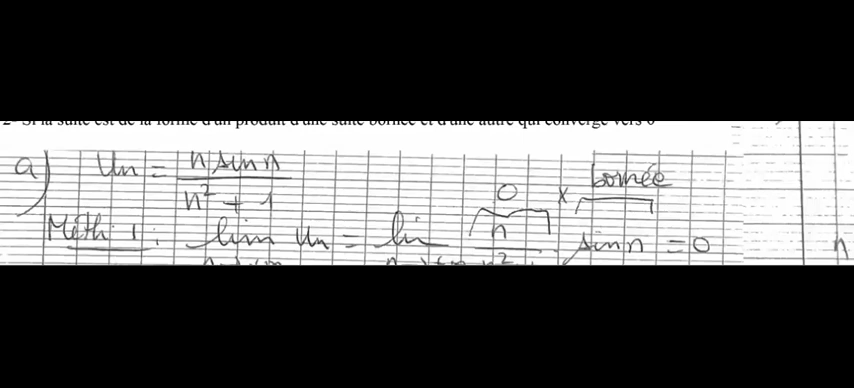 2- Si la suite est de la forme d'un produit d'une suite bornée et d'une autre qui converge vers 0
a) Un = n sin n / n² + 1
0 × bornée
Méth 1 : lim Un = lim n / n² . sin n = 0
n